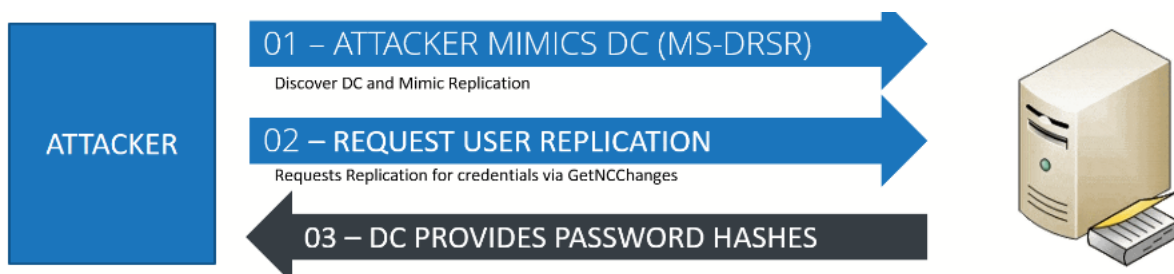 ATTACKER
01 – ATTACKER MIMICS DC (MS-DRSR)
Discover DC and Mimic Replication
02 – REQUEST USER REPLICATION
Requests Replication for credentials via GetNCChanges
03 – DC PROVIDES PASSWORD HASHES